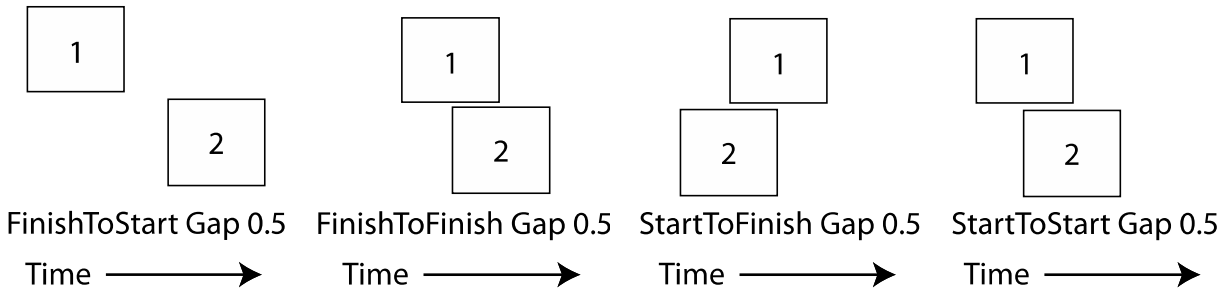 1
2
FinishToStart Gap 0.5
Time
1
2
FinishToFinish Gap 0.5
Time
1
2
StartToFinish Gap 0.5
Time
1
2
StartToStart Gap 0.5
Time